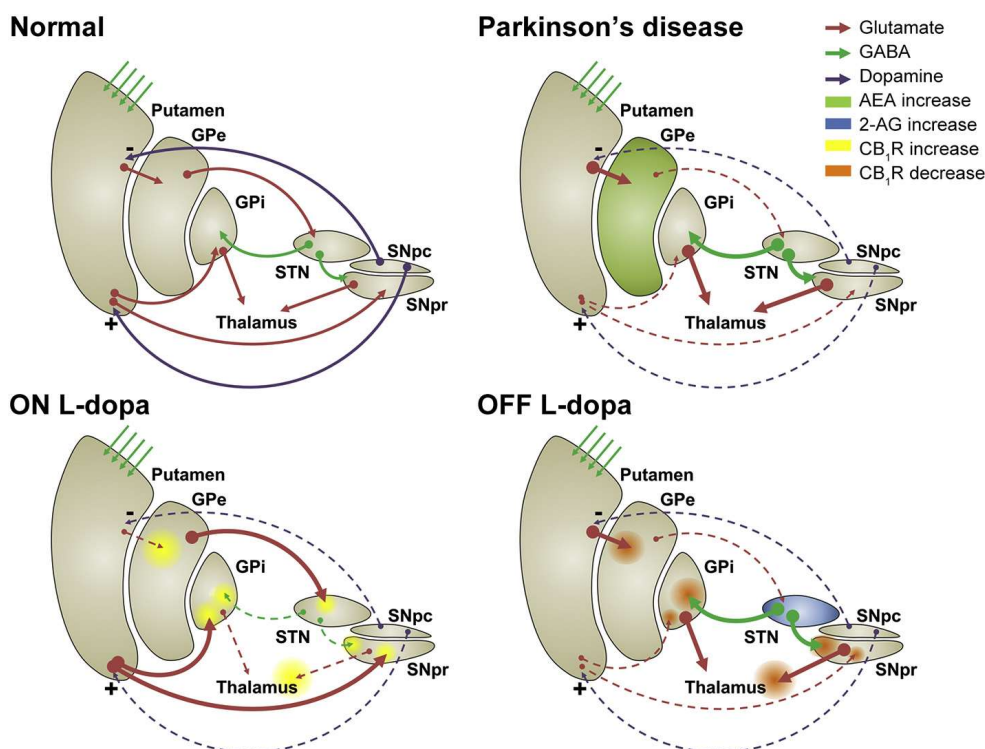 Normal
Putamen
GPe
-
GPi
SNpc
STN
SNpr
Thalamus
+
Parkinson’s disease
Putamen
GPe
-
GPi
SNpc
STN
SNpr
Thalamus
+
Glutamate
GABA
Dopamine
AEA increase
2-AG increase
CB₁R increase
CB₁R decrease
ON L-dopa
Putamen
GPe
-
GPi
SNpc
STN
SNpr
Thalamus
+
OFF L-dopa
Putamen
GPe
-
GPi
SNpc
STN
SNpr
Thalamus
+